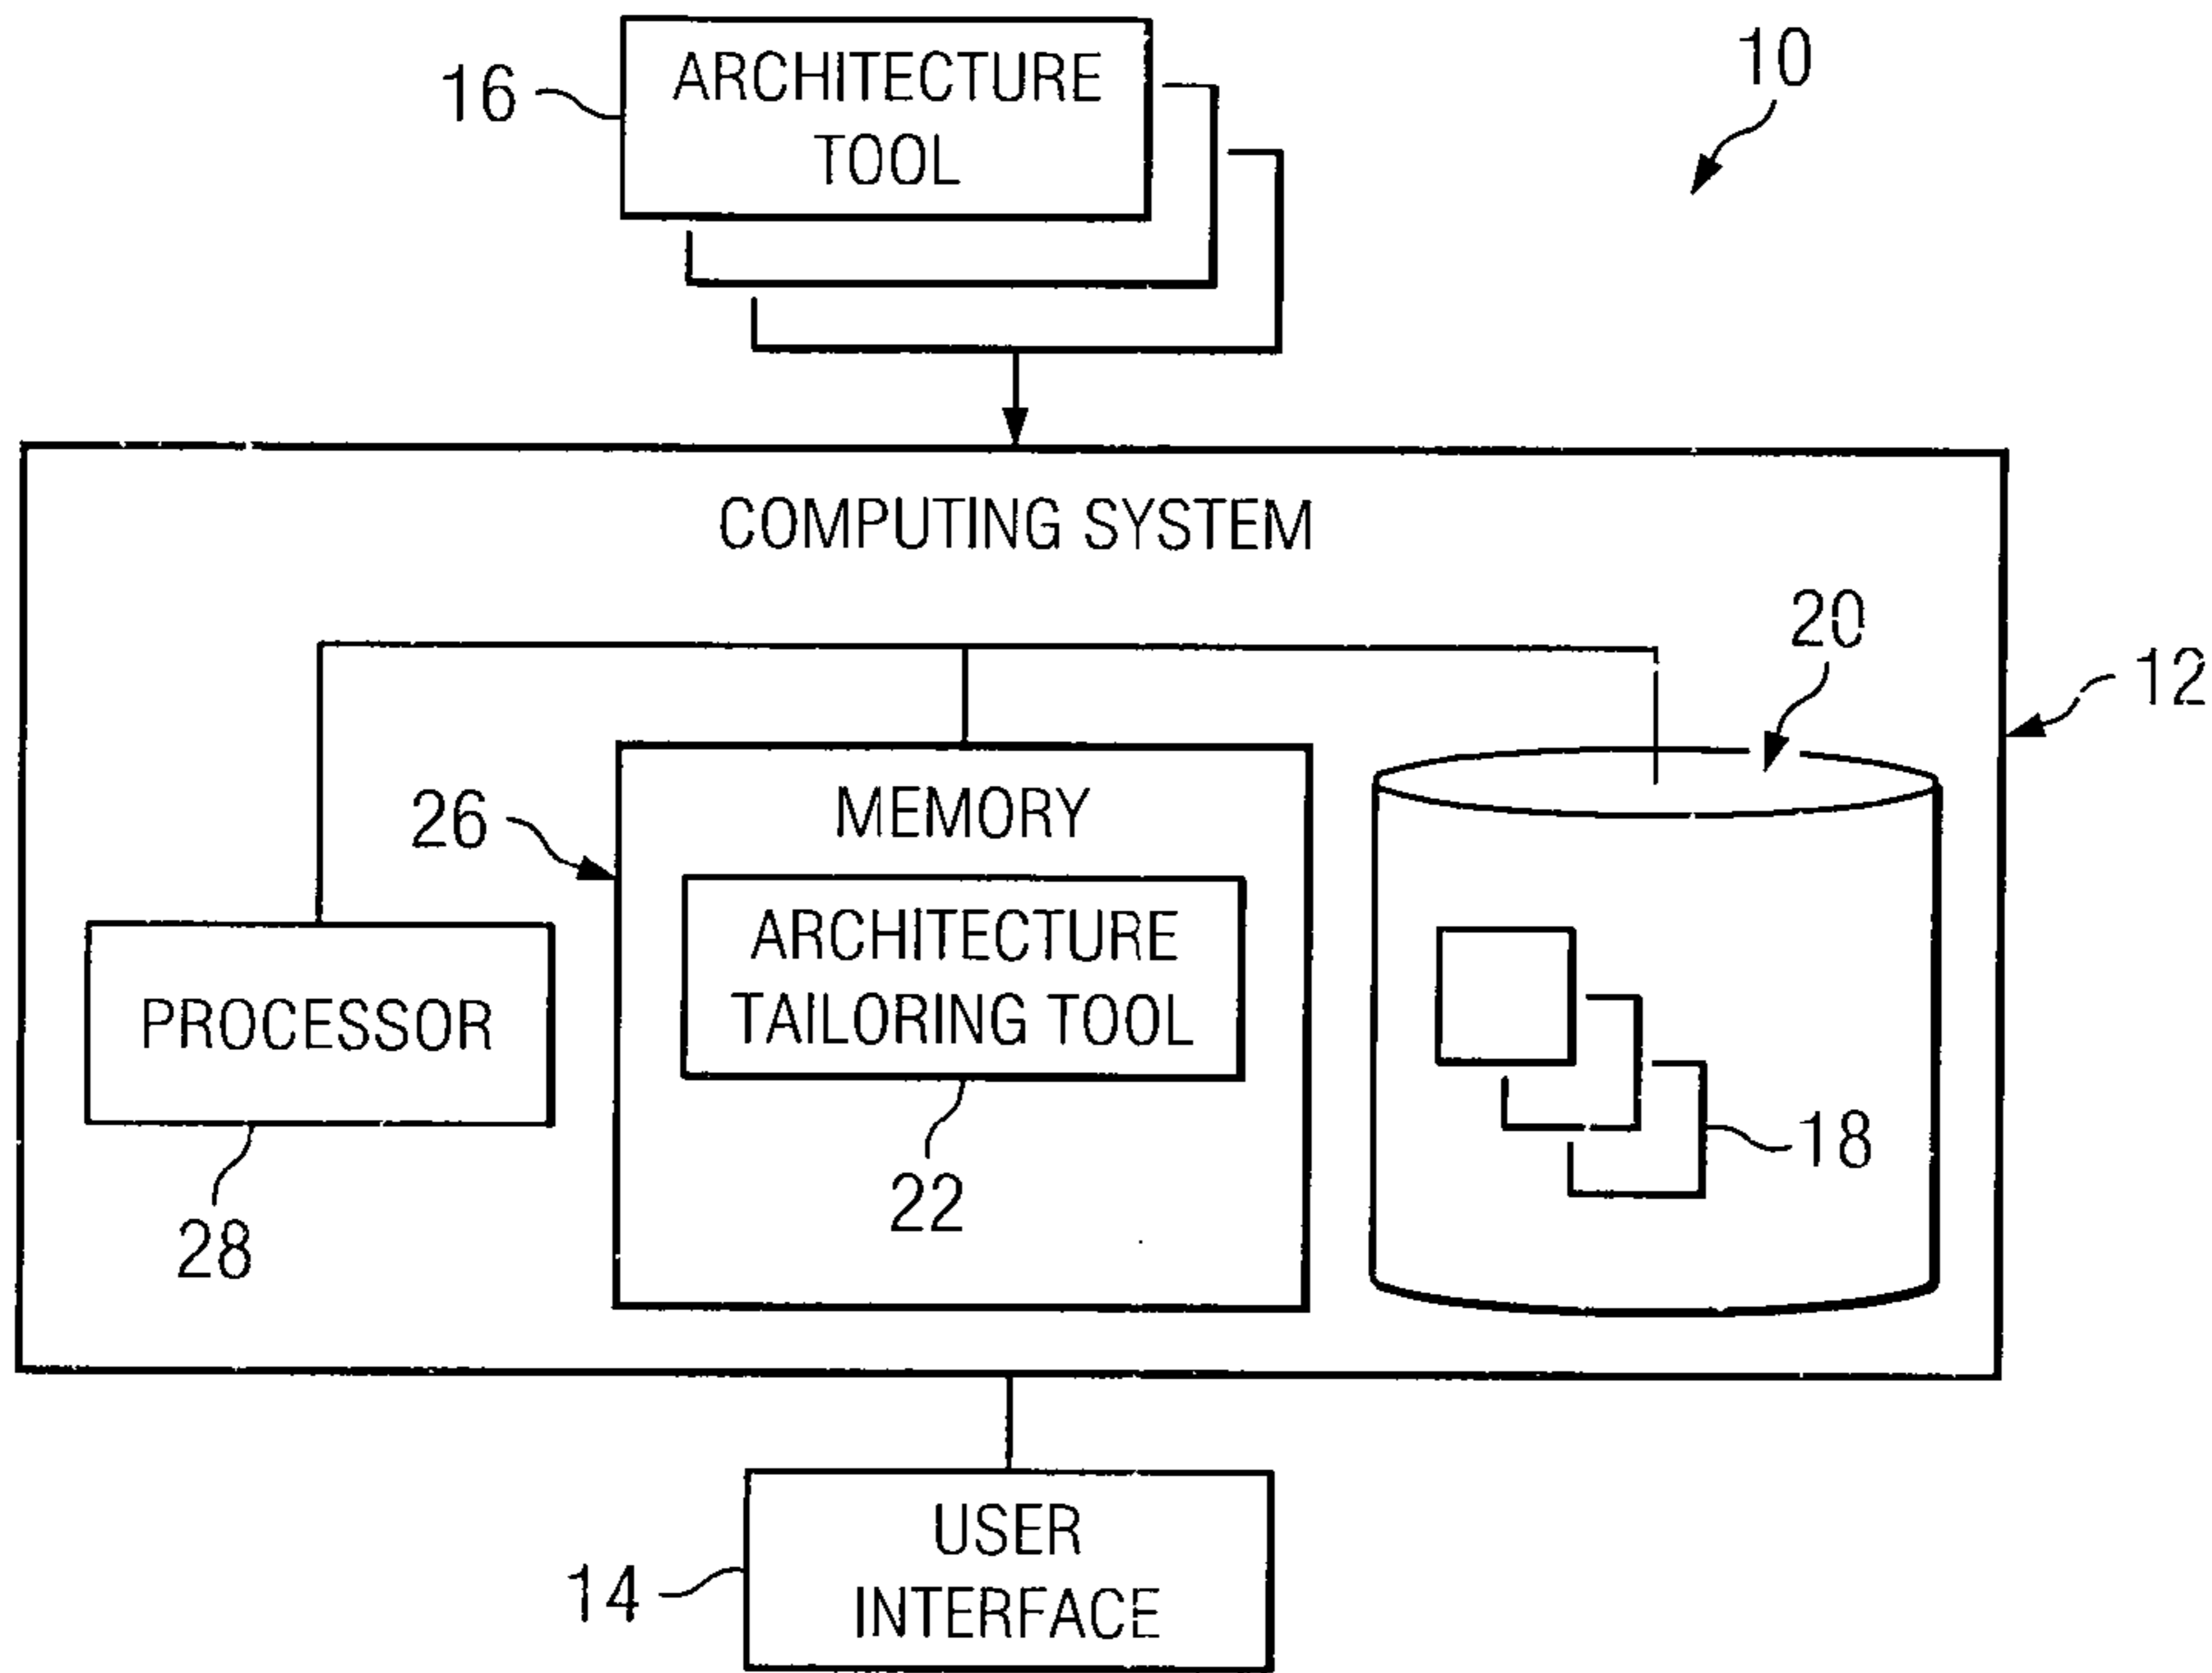 10
16
ARCHITECTURE
TOOL
COMPUTING SYSTEM
20
12
26
MEMORY
ARCHITECTURE
TAILORING TOOL
PROCESSOR
18
22
28
14
USER
INTERFACE